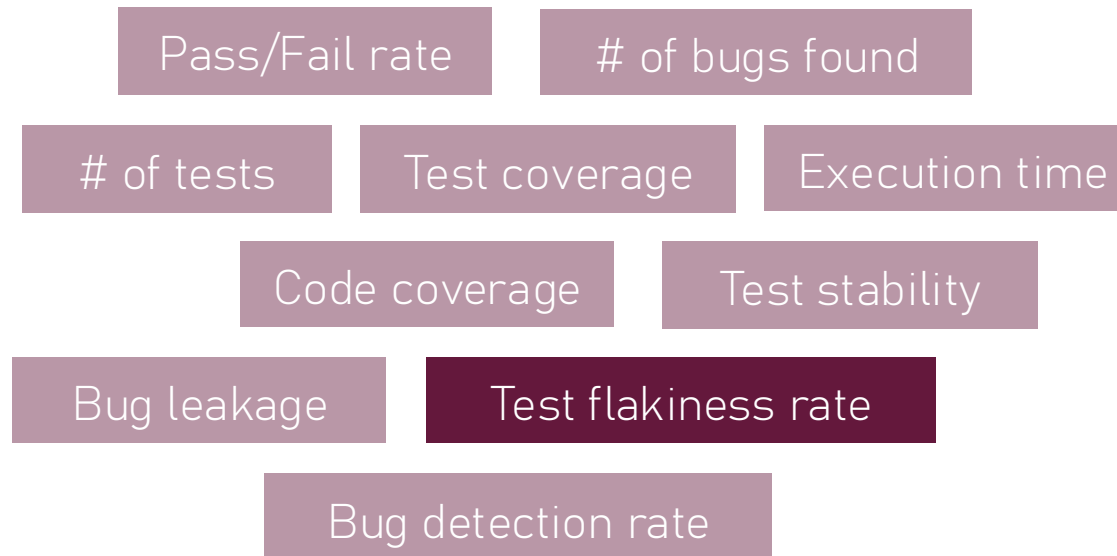 Pass/Fail rate
# of bugs found
# of tests
Test coverage
Execution time
Code coverage
Test stability
Bug leakage
Test flakiness rate
Bug detection rate